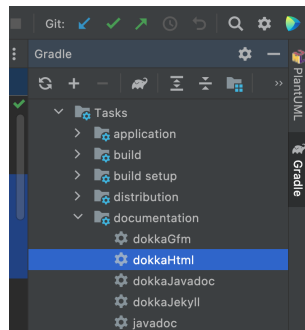 Git:
Gradle
Tasks
application
build
build setup
distribution
documentation
dokkaGfm
dokkaHtml
dokkaJavadoc
dokkaJekyll
javadoc
PlantUML
Gradle